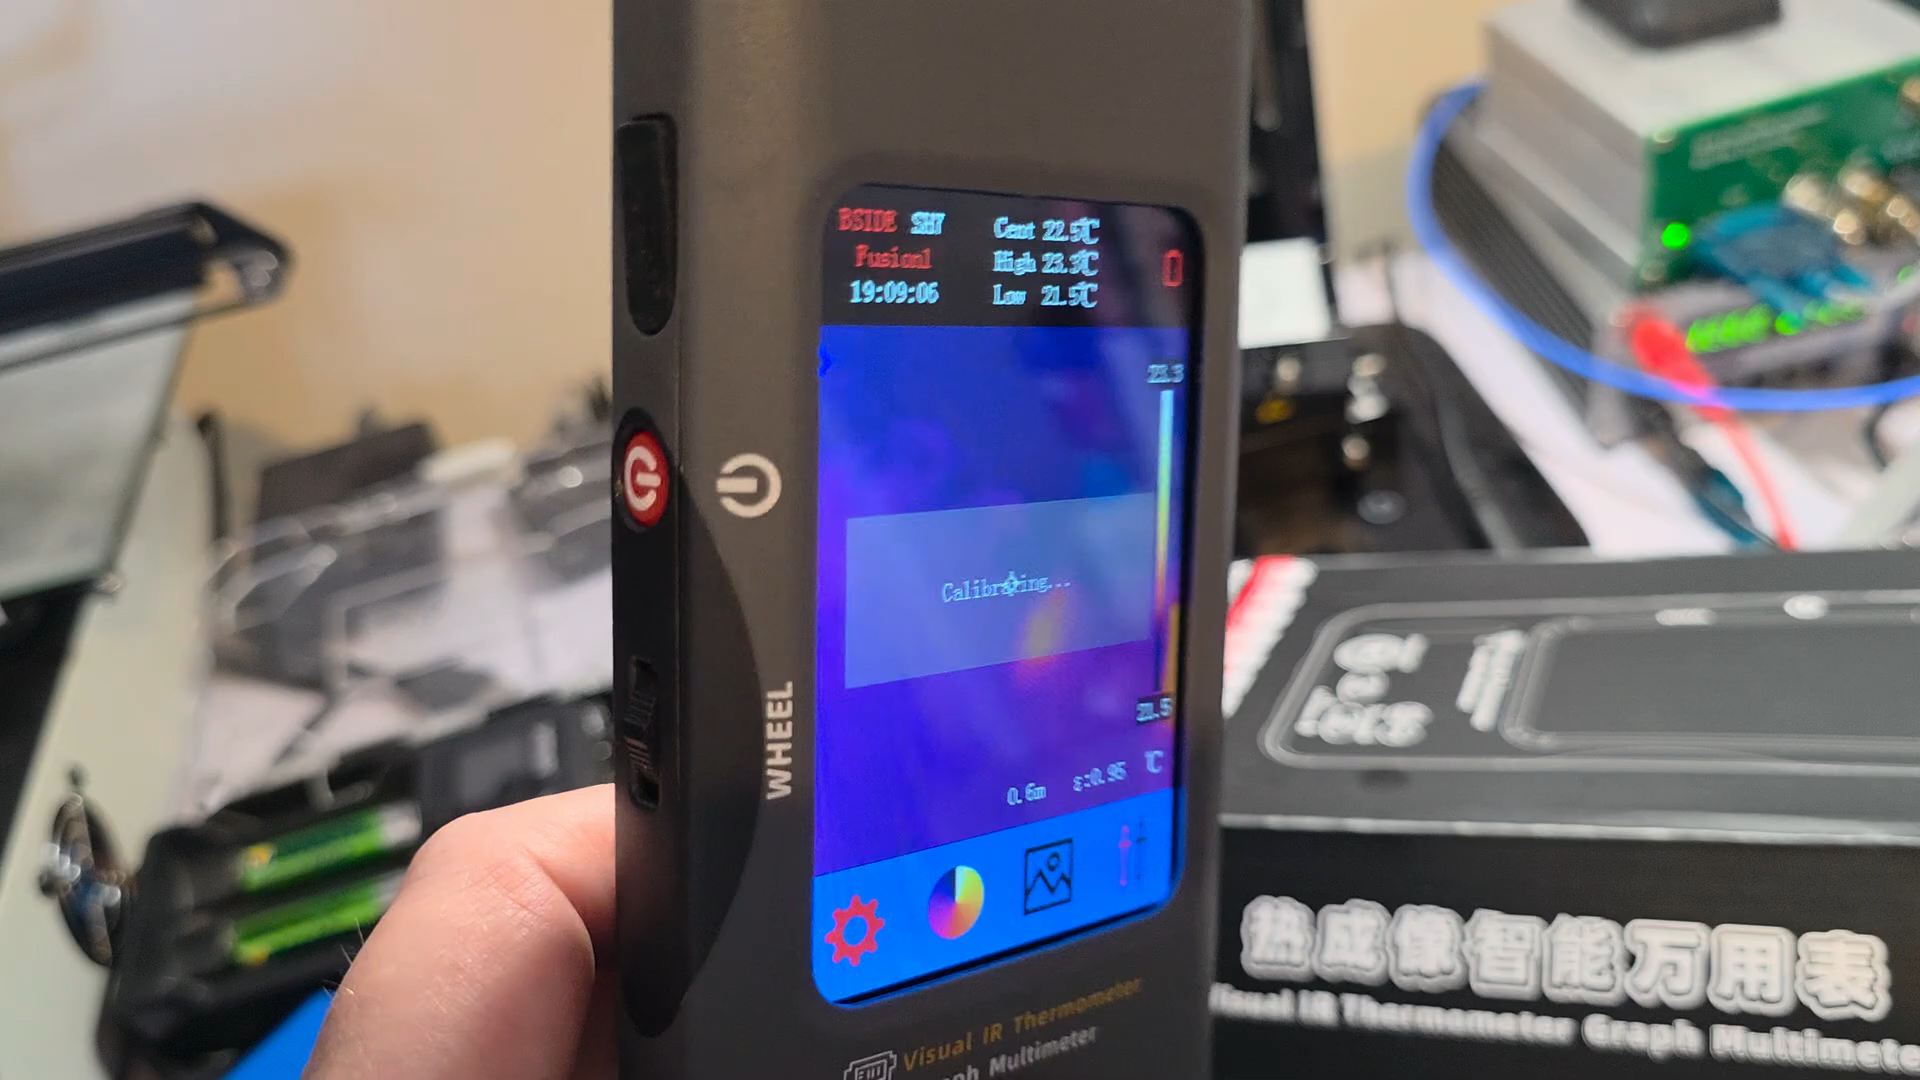 BSIDE SH7
Fusion1
19:09:06
Cent 22.5℃
High 23.3℃
Low 21.5℃
23.3
Calibrating...
21.5
0.6m ε:0.95 ℃
WHEEL
Visual IR Thermometer
Graph Multimeter
热成像智能万用表
Visual IR Thermometer Graph Multimeter